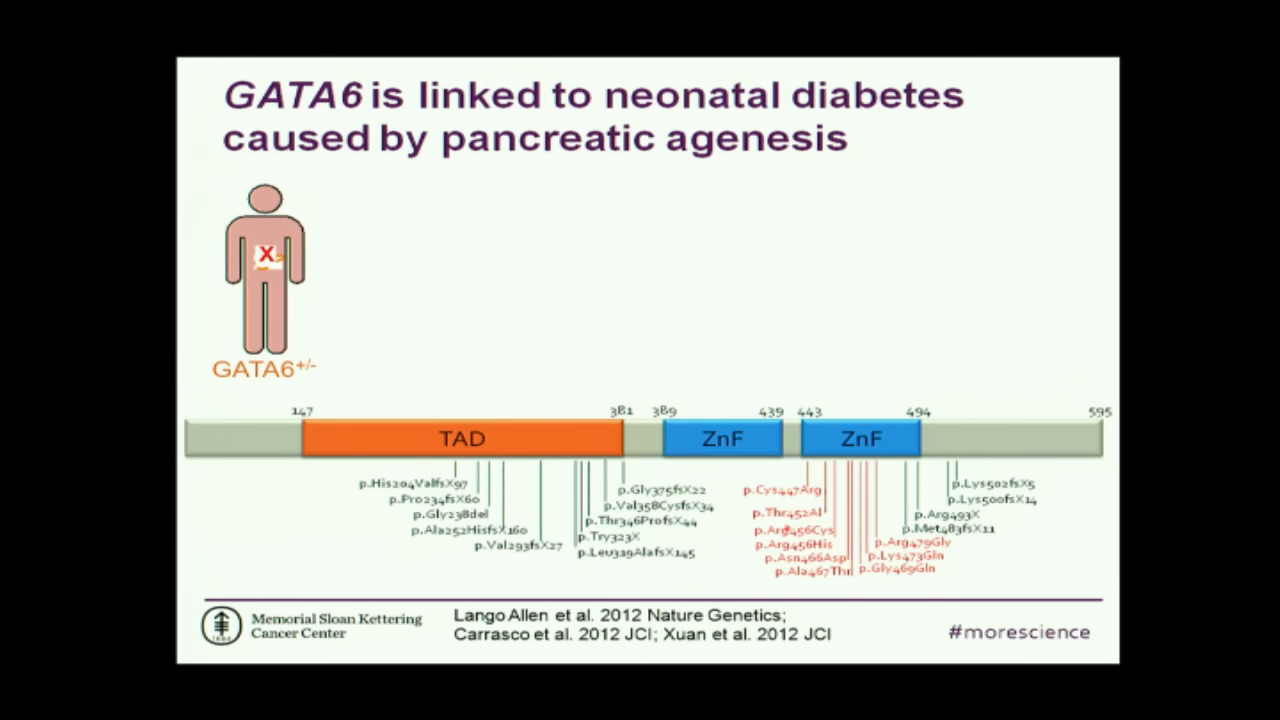 GATA6 is linked to neonatal diabetes
caused by pancreatic agenesis
X
GATA6+/-
147 381 389 439 443 494 595
TAD ZnF ZnF
p.His204ValfsX97
p.Pro234fsX60
p.Gly238del
p.Ala252HisfsX160
p.Val293fsX27
p.Gly375fsX22
p.Val358CysfsX34
p.Thr346ProfsX44
p.Try323X
p.Leu319AlafsX145
p.Cys447Arg
p.Thr452Al
p.Arg456Cys
p.Arg456His
p.Asn466Asp
p.Ala467Thr
p.Lys502fsX5
p.Lys500fsX14
p.Arg493X
p.Met483fsX11
p.Arg479Gly
p.Lys473Gln
p.Gly469Gln
Memorial Sloan Kettering
Cancer Center
Lango Allen et al. 2012 Nature Genetics;
Carrasco et al. 2012 JCI; Xuan et al. 2012 JCI
#morescience